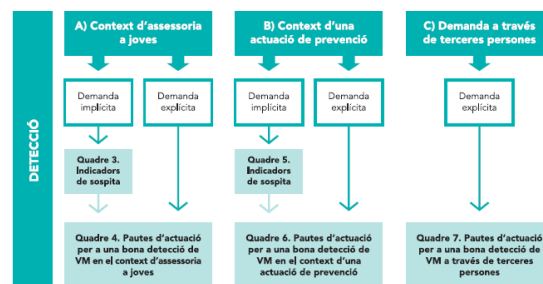 DETECCIÓ
A) Context d'assessoria
a joves
Demanda
implícita
Demanda
explícita
Quadre 3.
Indicadors
de sospita
Quadre 4. Pautes d'actuació
per a una bona detecció de
VM en el context d'assessoria
a joves
B) Context d'una
actuació de prevenció
Demanda
implícita
Demanda
explícita
Quadre 5.
Indicadors
de sospita
Quadre 6. Pautes d'actuació
per a una bona detecció de
VM en el context d'una
actuació de prevenció
C) Demanda a través
de terceres persones
Demanda
explícita
Quadre 7. Pautes d'actuació
per a una bona detecció de
VM a través de terceres
persones